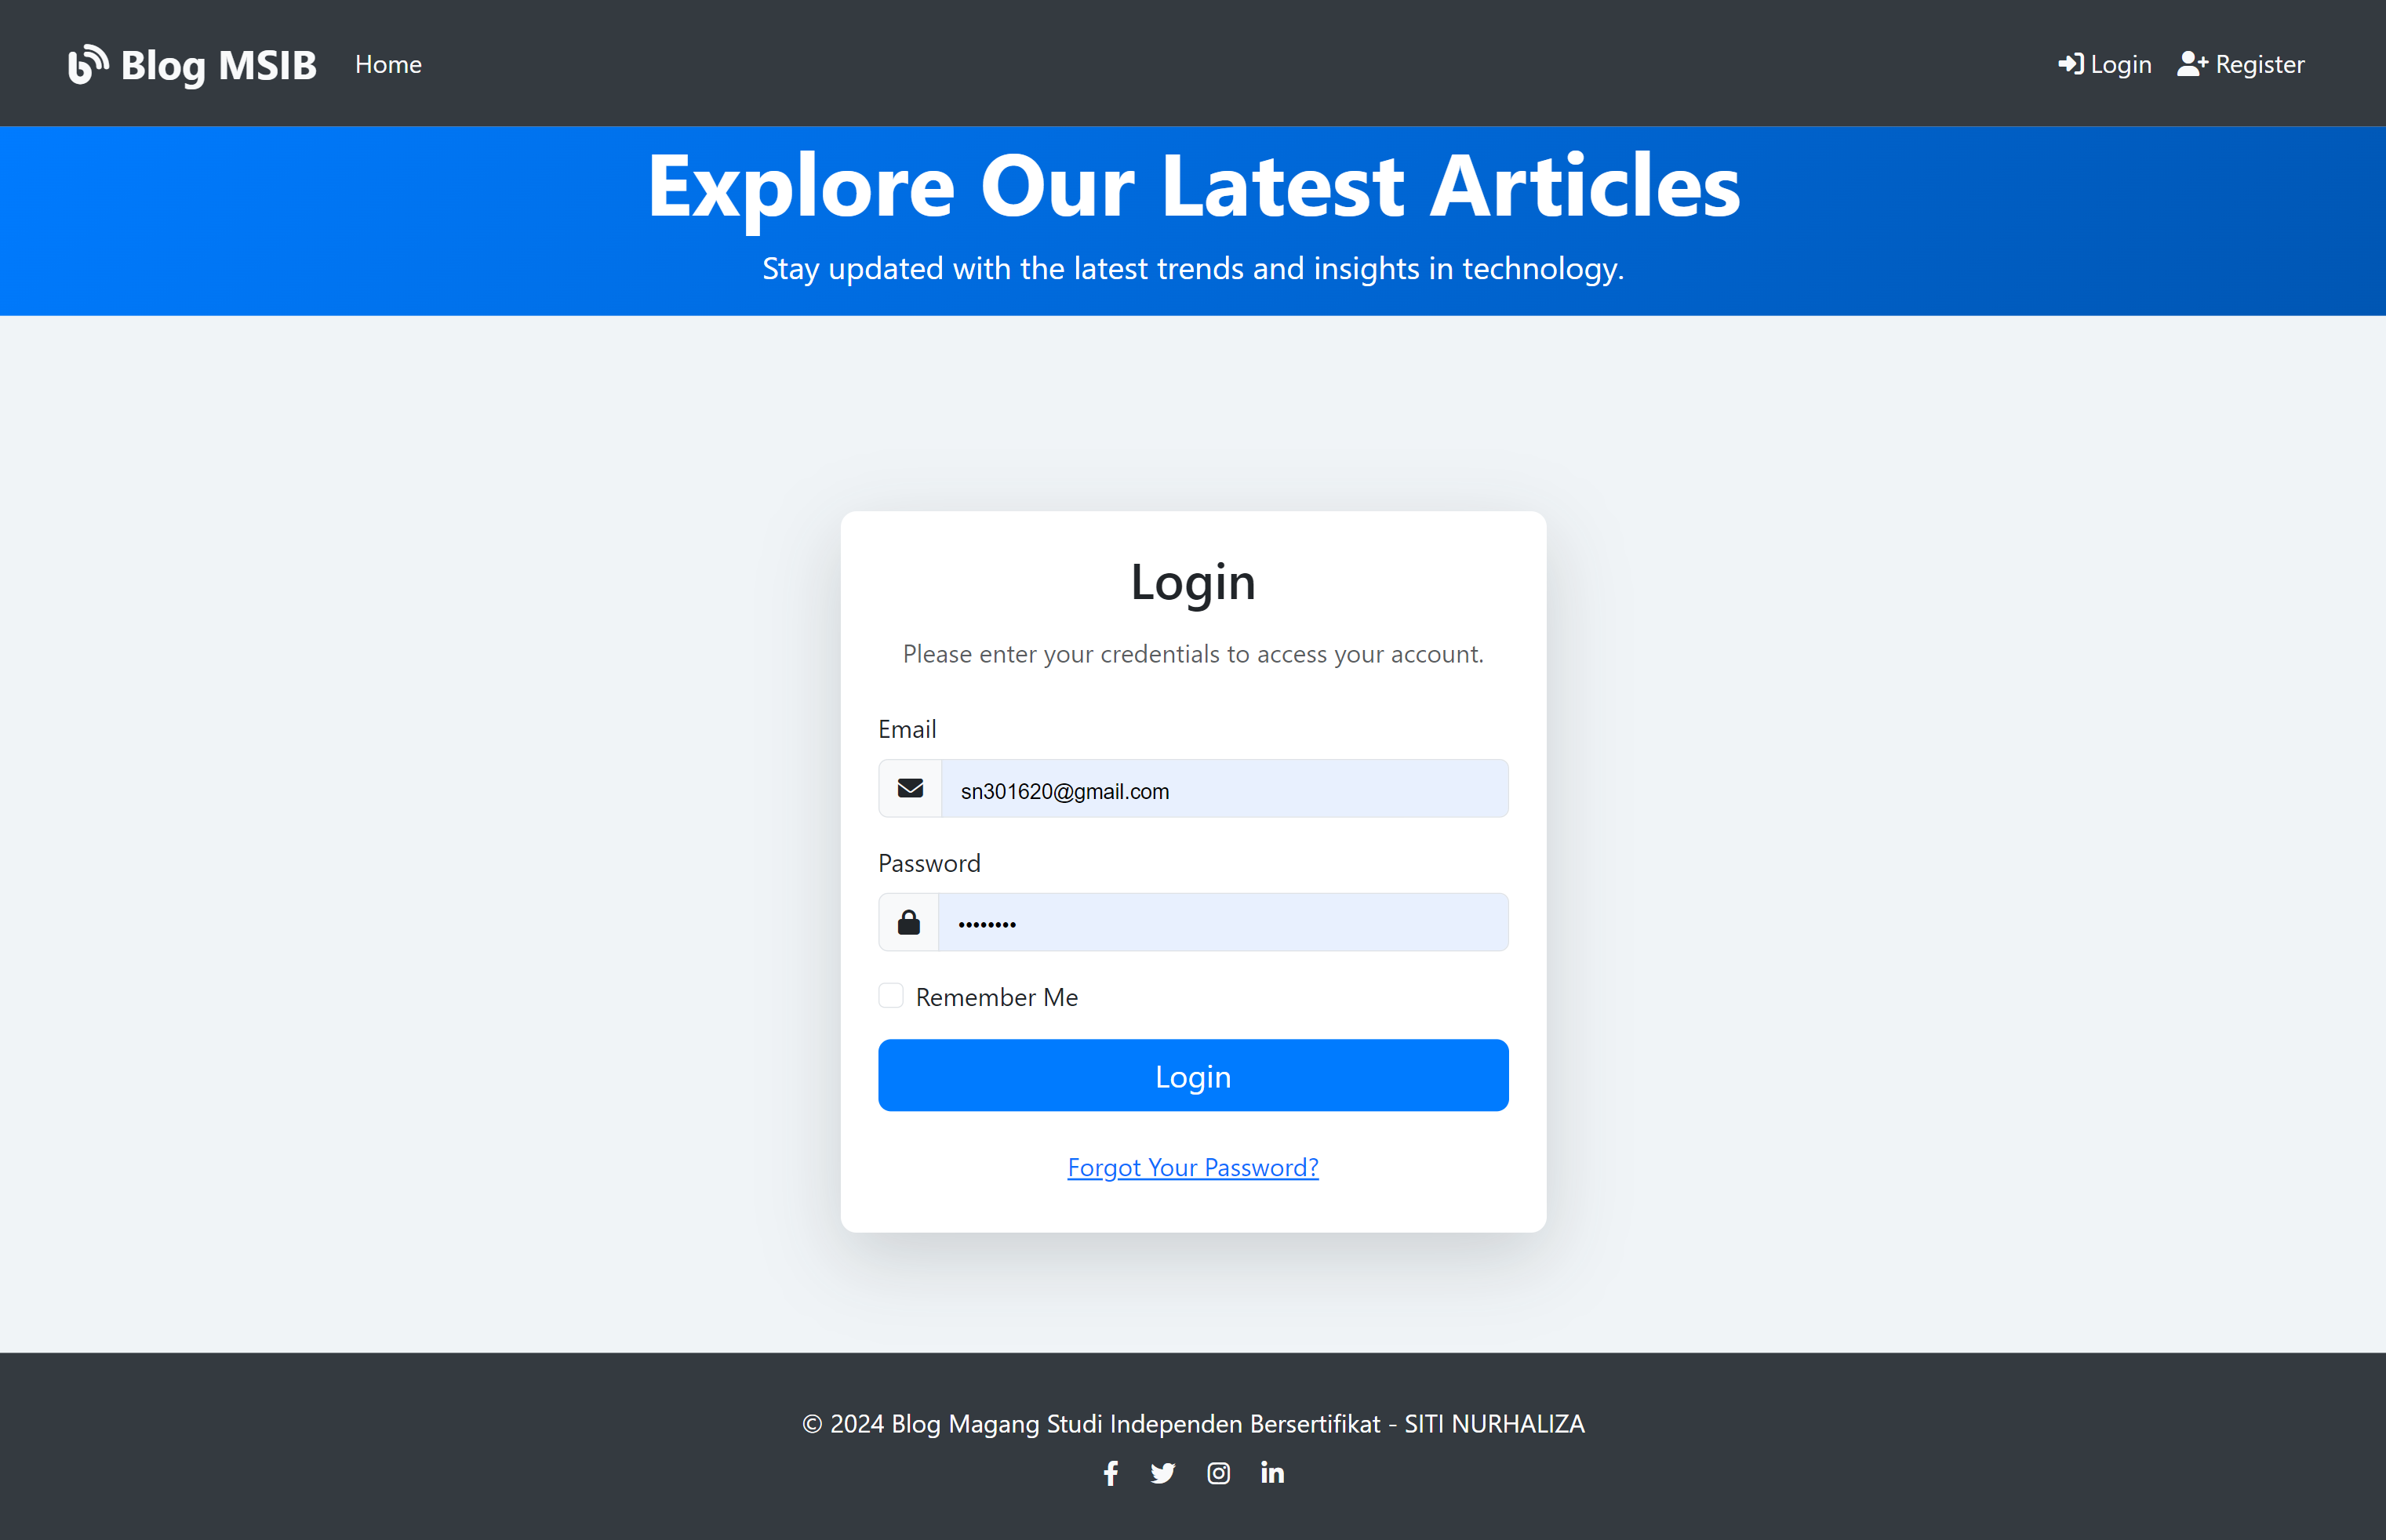 Blog MSIB Home Login Register
Explore Our Latest Articles
Stay updated with the latest trends and insights in technology.
Login
Please enter your credentials to access your account.
Email
sn301620@gmail.com
Password
••••••••
Remember Me
Login
Forgot Your Password?
© 2024 Blog Magang Studi Independen Bersertifikat - SITI NURHALIZA